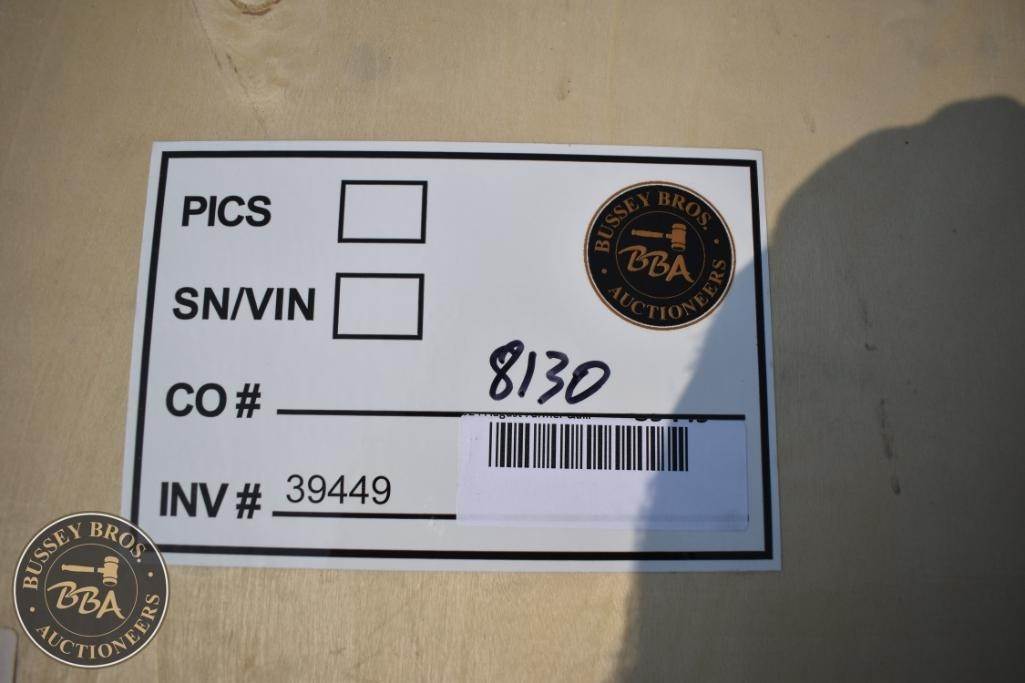 PICS
BUSSEY BROS.
BBA
AUCTIONEERS
SN/VIN
CO # 8130
INV # 39449
BUSSEY BROS.
BBA
AUCTIONEERS